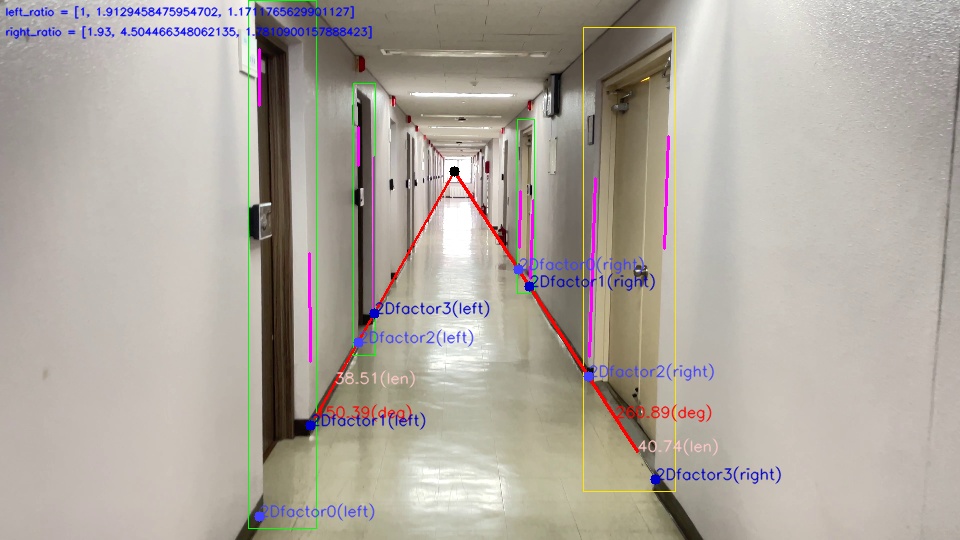 left_ratio = [1, 1.9129458475954702, 1.1711765629901127]
right_ratio = [1.93, 4.504466348062135, 1.7810900157888423]
2Dfactor0(right)
2Dfactor1(right)
2Dfactor3(left)
2Dfactor2(left)
2Dfactor2(right)
38.51(len)
50.39(deg)
260.89(deg)
2Dfactor1(left)
40.74(len)
2Dfactor3(right)
2Dfactor0(left)